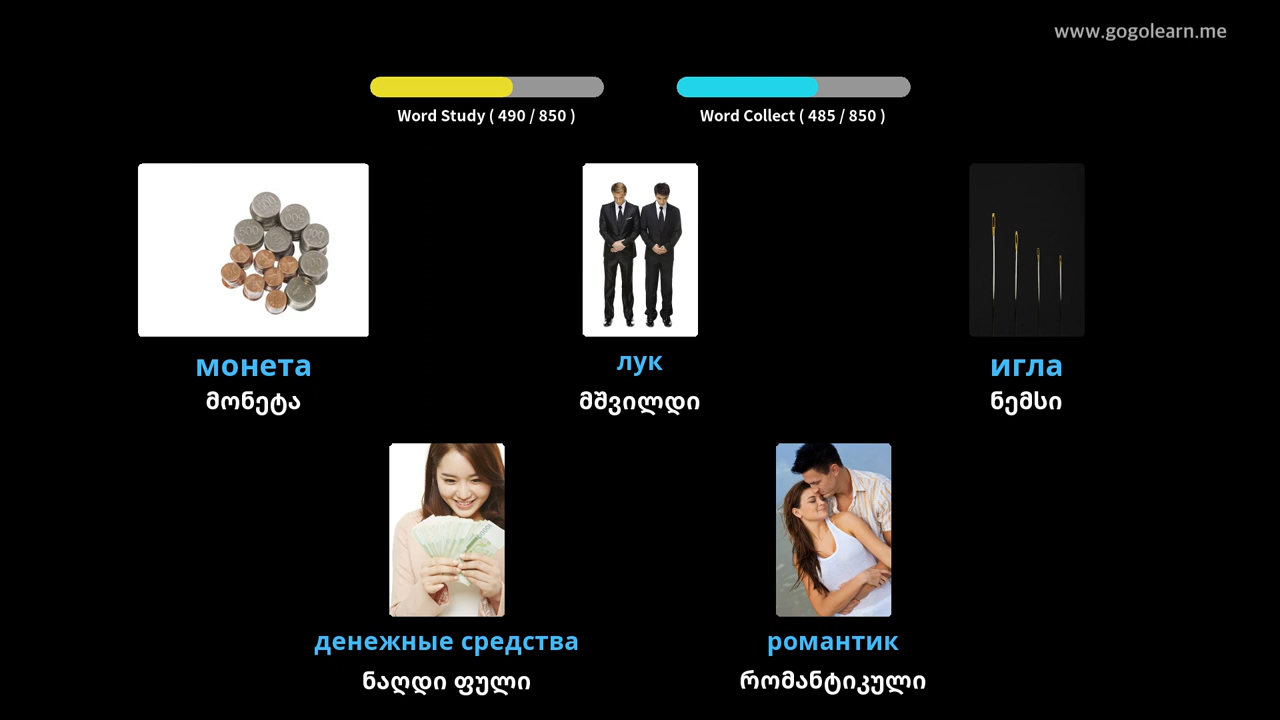 www.gogolearn.me
Word Study ( 490 / 850 )
Word Collect ( 485 / 850 )
монета
მონეტა
лук
მშვილდი
игла
ნემსი
денежные средства
ნაღდი ფული
романтик
რომანტიკული